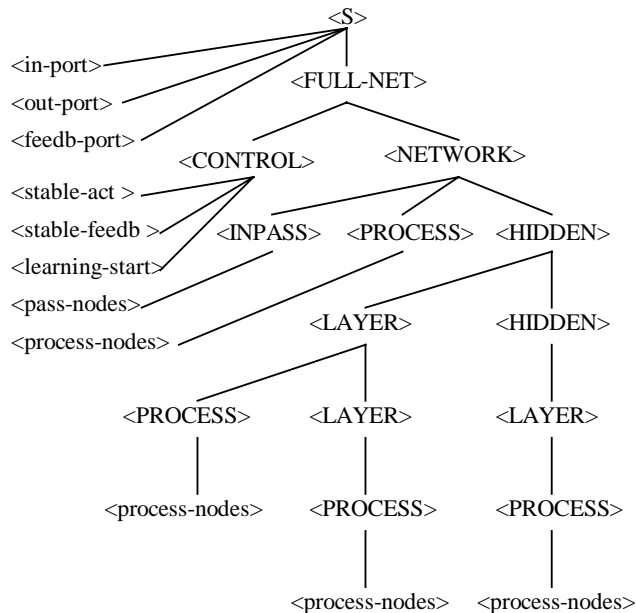 <S>
<in-port>
<FULL-NET>
<out-port>
<feedb-port>
<CONTROL> <NETWORK>
<stable-act >
<stable-feedb > <INPASS> <PROCESS> <HIDDEN>
<learning-start>
<pass-nodes>
<LAYER> <HIDDEN>
<process-nodes>
<PROCESS> <LAYER> <LAYER>
<process-nodes> <PROCESS> <PROCESS>
<process-nodes> <process-nodes>